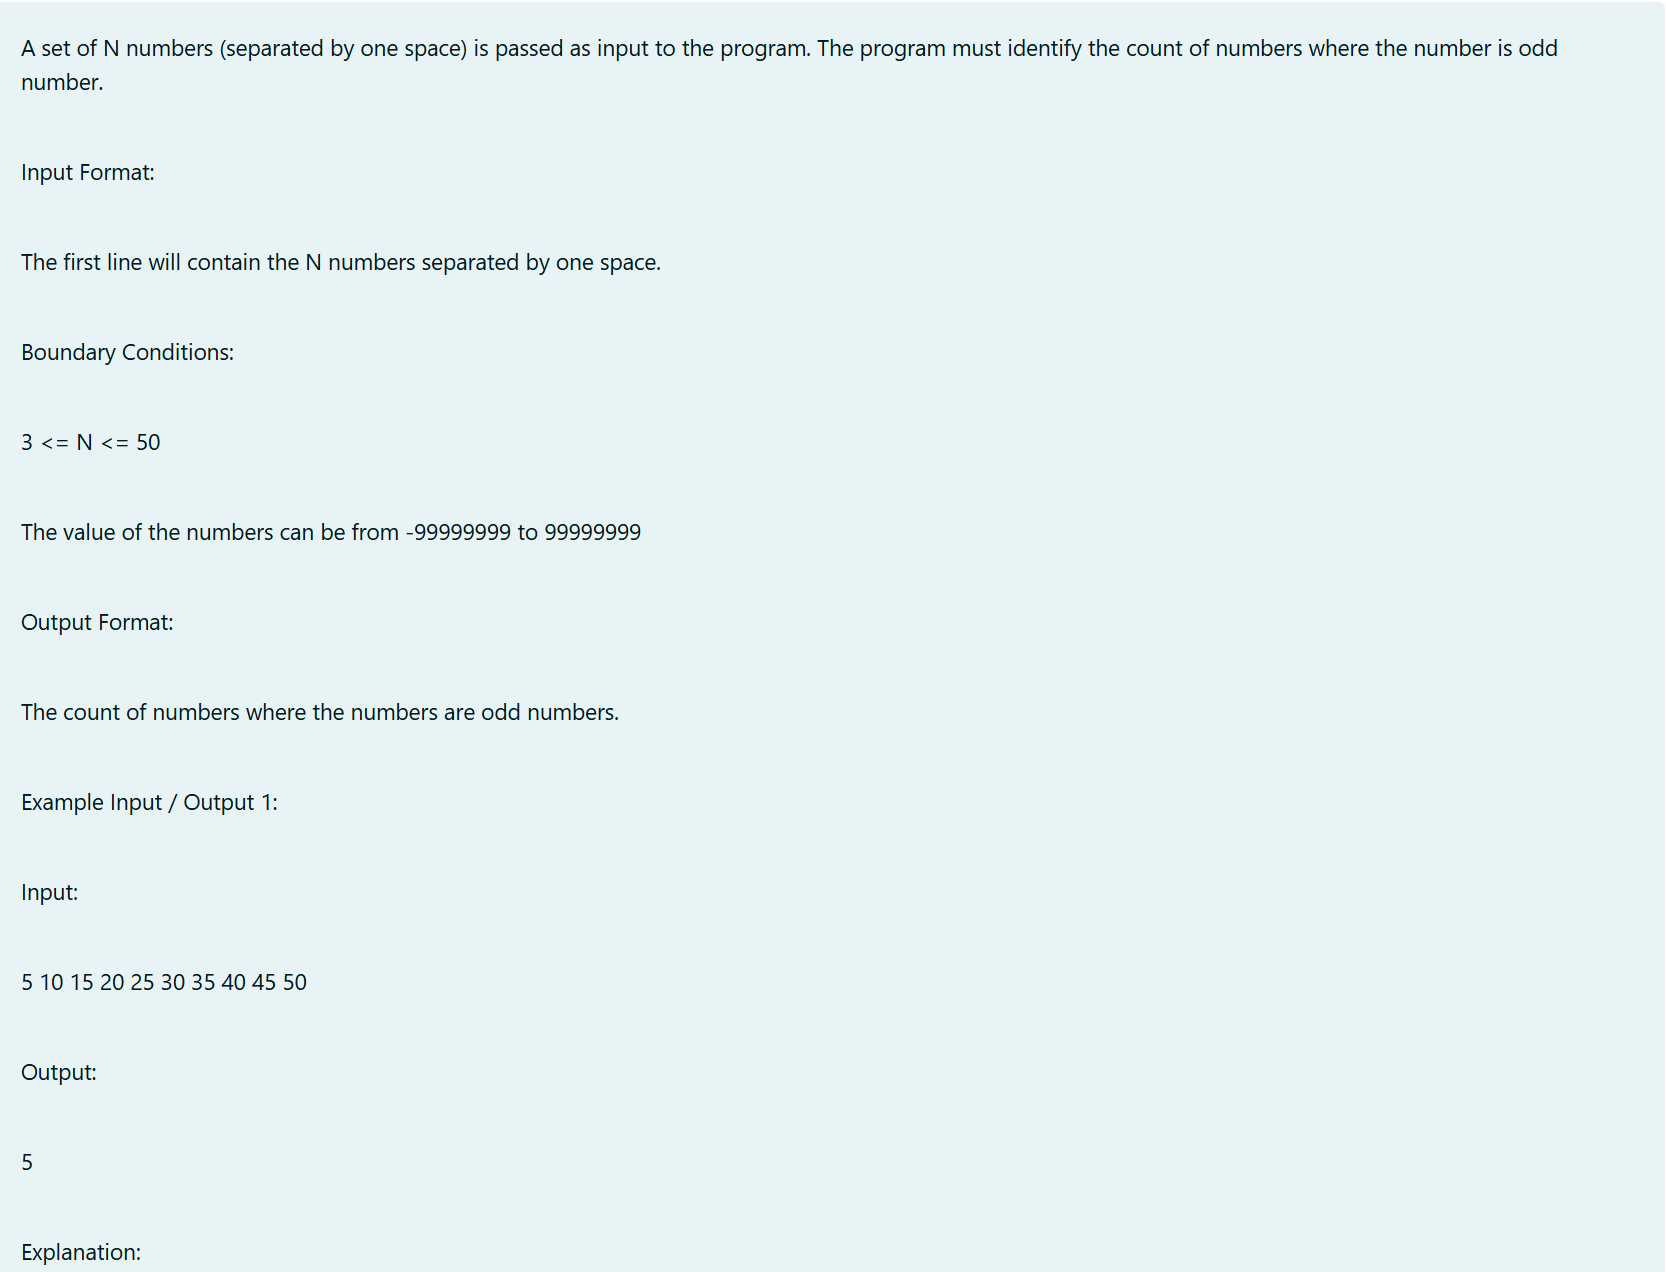 A set of N numbers (separated by one space) is passed as input to the program. The program must identify the count of numbers where the number is odd
number.
Input Format:
The first line will contain the N numbers separated by one space.
Boundary Conditions:
3 <= N <= 50
The value of the numbers can be from -99999999 to 99999999
Output Format:
The count of numbers where the numbers are odd numbers.
Example Input / Output 1:
Input:
5 10 15 20 25 30 35 40 45 50
Output:
5
Explanation: